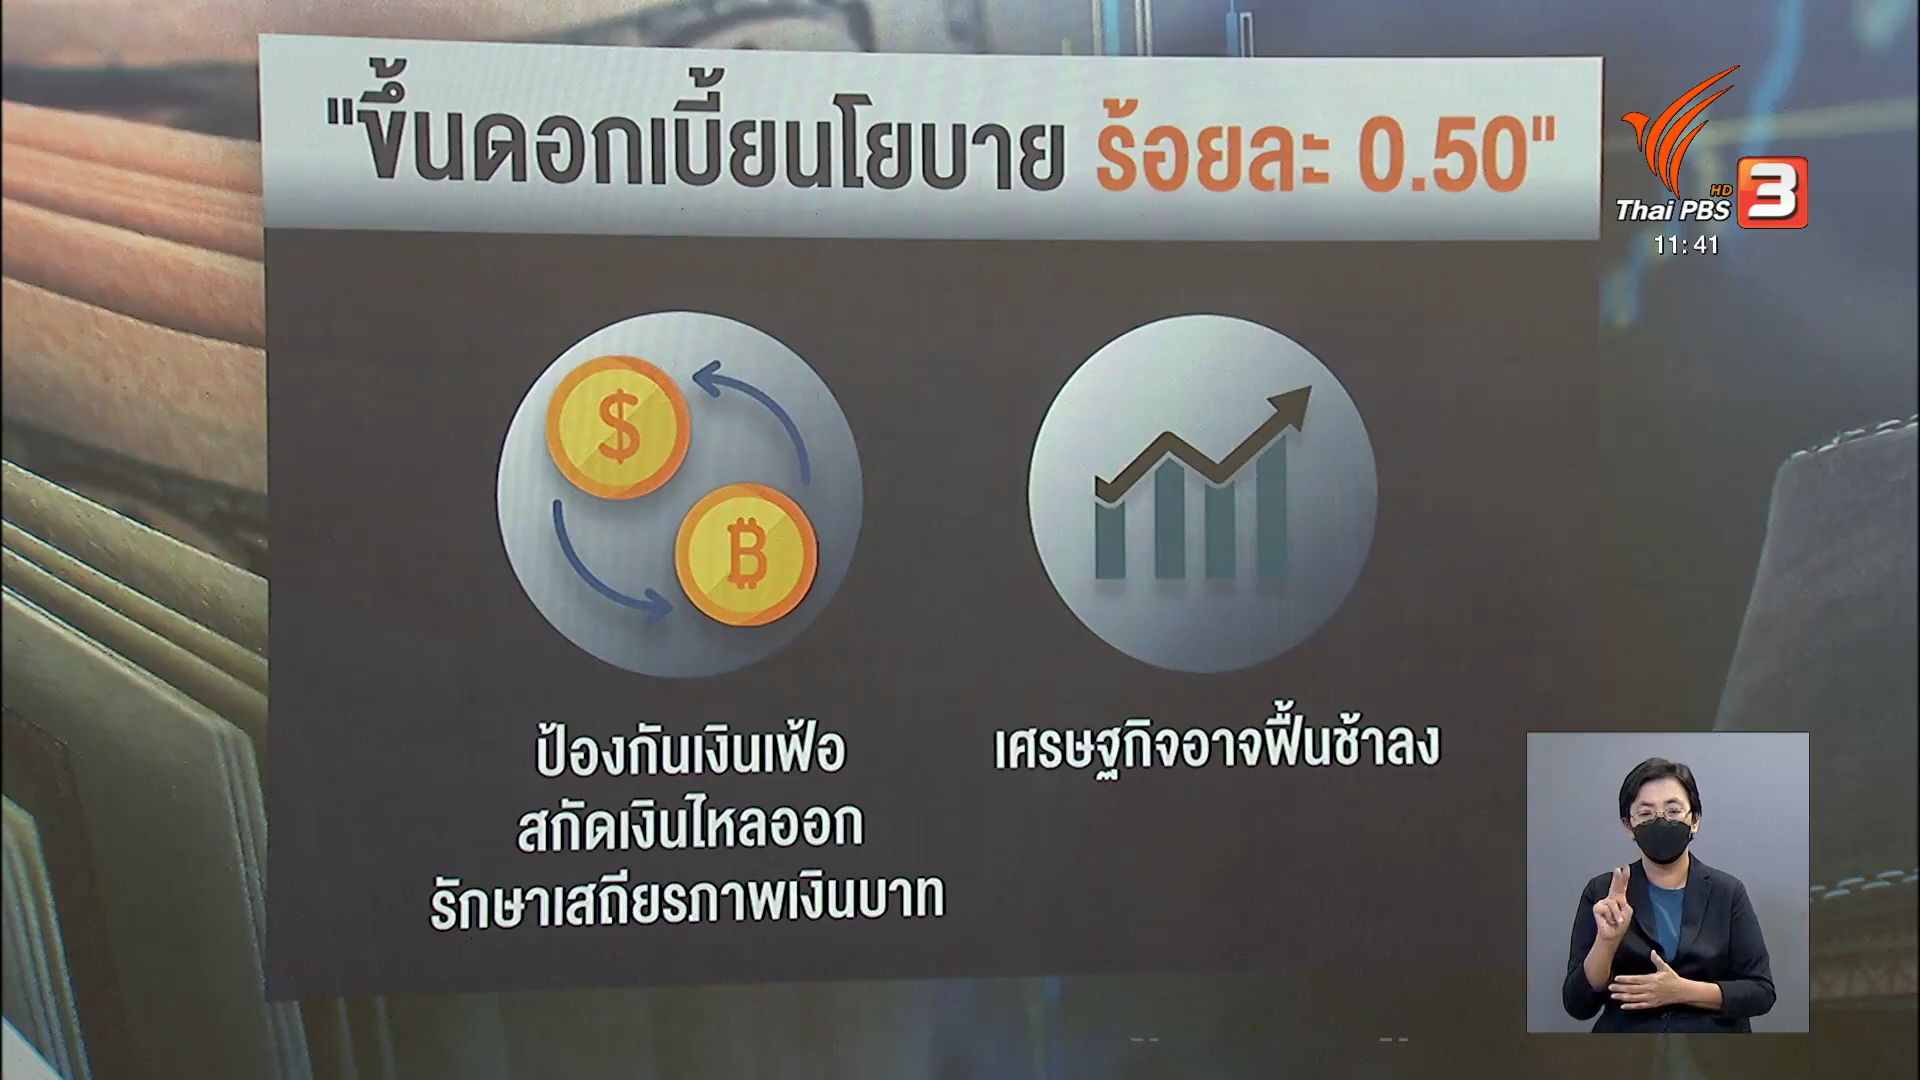 "ขึ้นดอกเบี้ยนโยบาย ร้อยละ 0.50"
HD
Thai PBS 3
11:41
$
฿
ป้องกันเงินเฟ้อ
สกัดเงินไหลออก
รักษาเสถียรภาพเงินบาท
เศรษฐกิจอาจฟื้นช้าลง